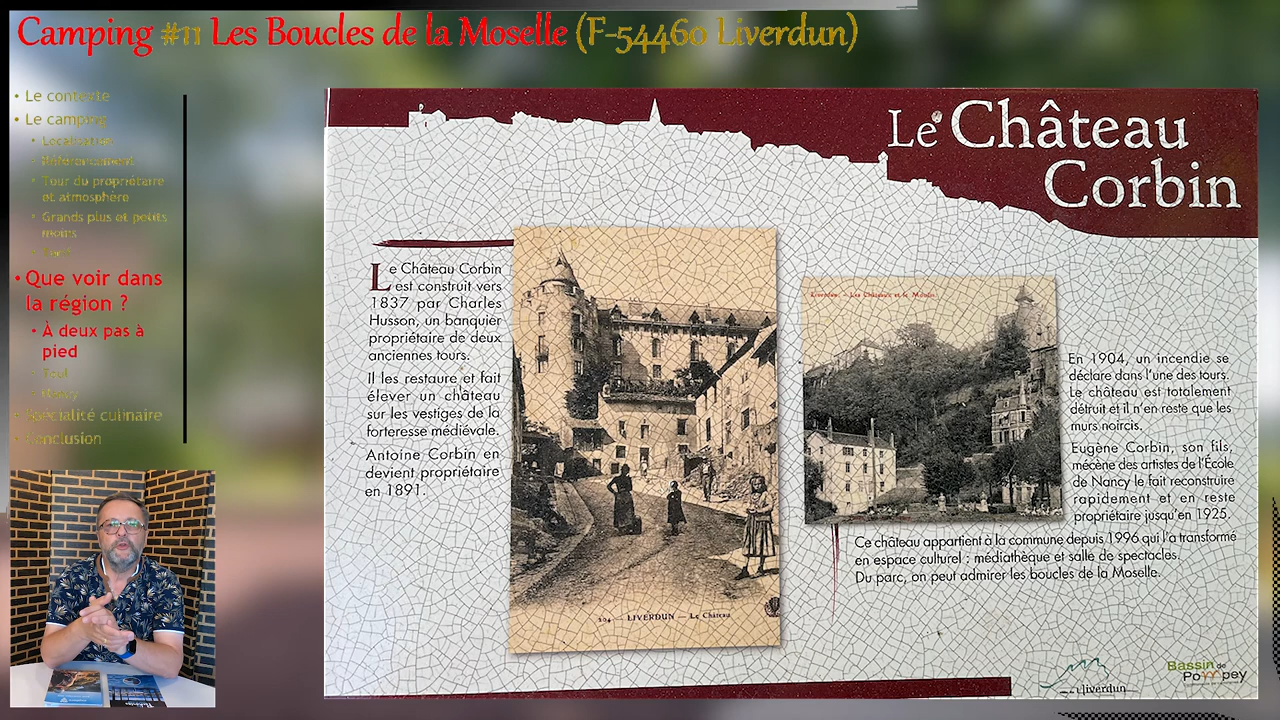 Camping #11 Les Boucles de la Moselle (F-54460 Liverdun)
• Le contexte
• Le camping
• Localisation
• Référencement
• Tour du propriétaire
et atmosphère
• Grands plus et petits
moins
• Tarif
• Que voir dans
la région ?
• À deux pas à
pied
• Toul
• Nancy
• Spécialité culinaire
• Conclusion
Le Château
Corbin
Le Château Corbin
est construit vers
1837 par Charles
Husson, un banquier
propriétaire de deux
anciennes tours.
Il les restaure et fait
élever un château
sur les vestiges de la
forteresse médiévale.
Antoine Corbin en
devient propriétaire
en 1891.
204 — LIVERDUN — Le Château
Liverdun. - Les Châteaux et le Moulin
En 1904, un incendie se
déclare dans l'une des tours.
Le château est totalement
détruit et il n'en reste que les
murs noircis.
Eugène Corbin, son fils,
mécène des artistes de l'École
de Nancy le fait reconstruire
rapidement et en reste
propriétaire jusqu'en 1925.
Ce château appartient à la commune depuis 1996 qui l'a transformé
en espace culturel : médiathèque et salle de spectacles.
Du parc, on peut admirer les boucles de la Moselle.
Liverdun
Bassin de
Pompey